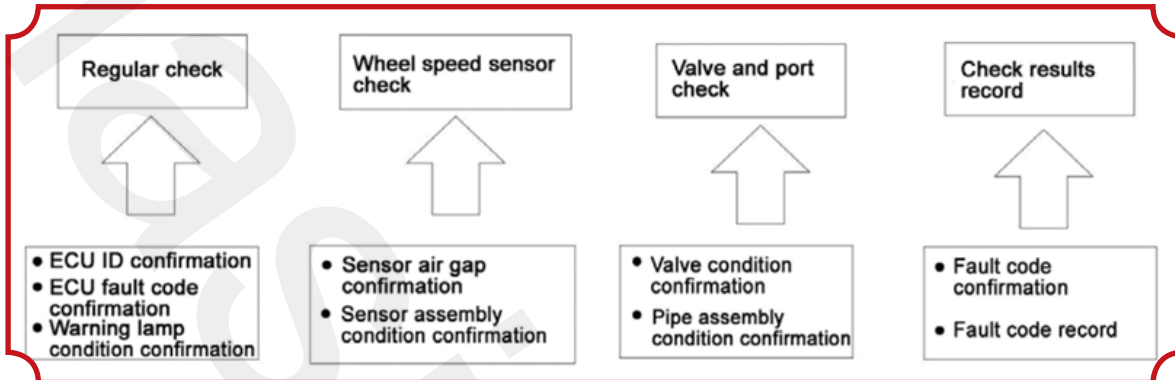 Regular check
Wheel speed sensor
check
Valve and port
check
Check results
record
● ECU ID confirmation
● ECU fault code
confirmation
● Warning lamp
condition confirmation
● Sensor air gap
confirmation
● Sensor assembly
condition confirmation
● Valve condition
confirmation
● Pipe assembly
condition confirmation
● Fault code
confirmation
● Fault code record